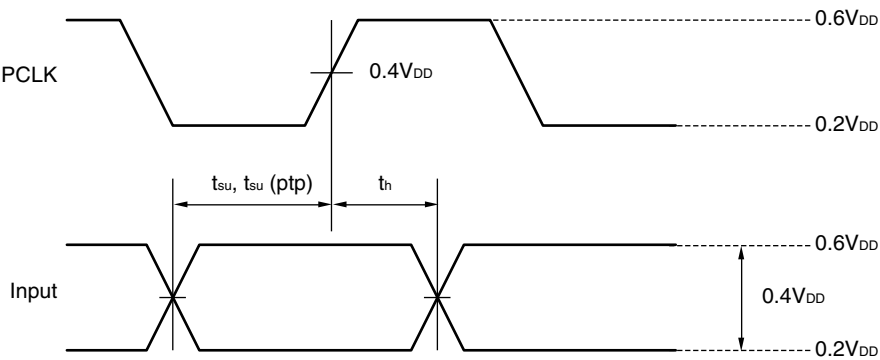 0.6VDD
PCLK
0.4VDD
0.2VDD
tsu, tsu (ptp)
th
0.6VDD
Input
0.4VDD
0.2VDD